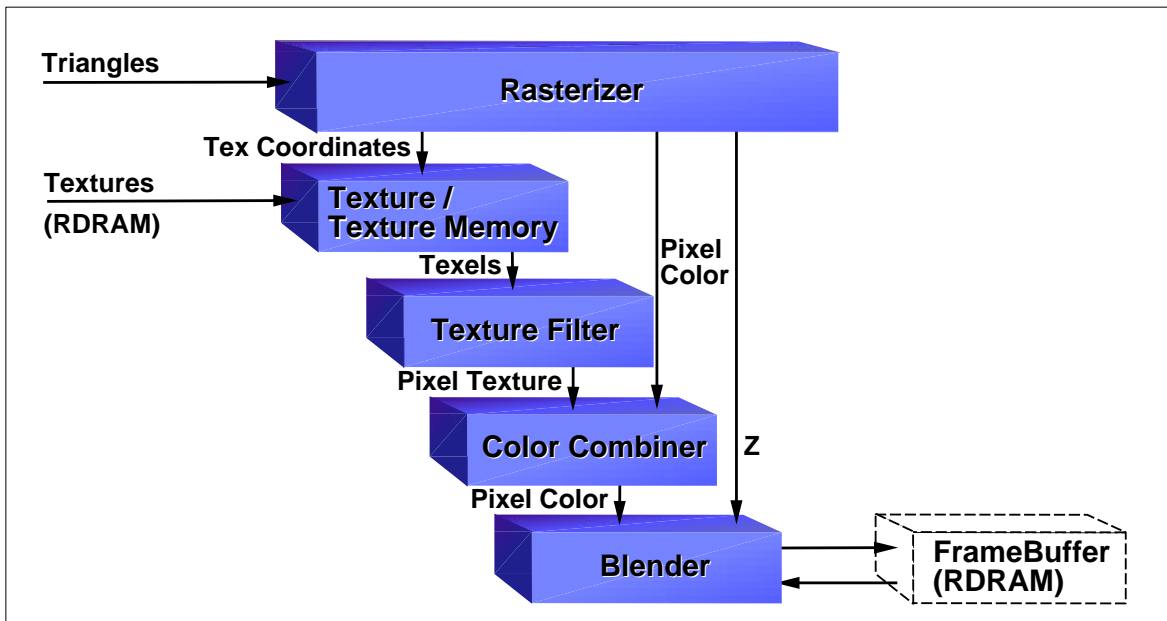 Triangles
Rasterizer
Tex Coordinates
Textures
(RDRAM)
Texture /
Texture Memory
Pixel
Color
Texels
Texture Filter
Pixel Texture
Color Combiner
Z
Pixel Color
Blender
FrameBuffer
(RDRAM)